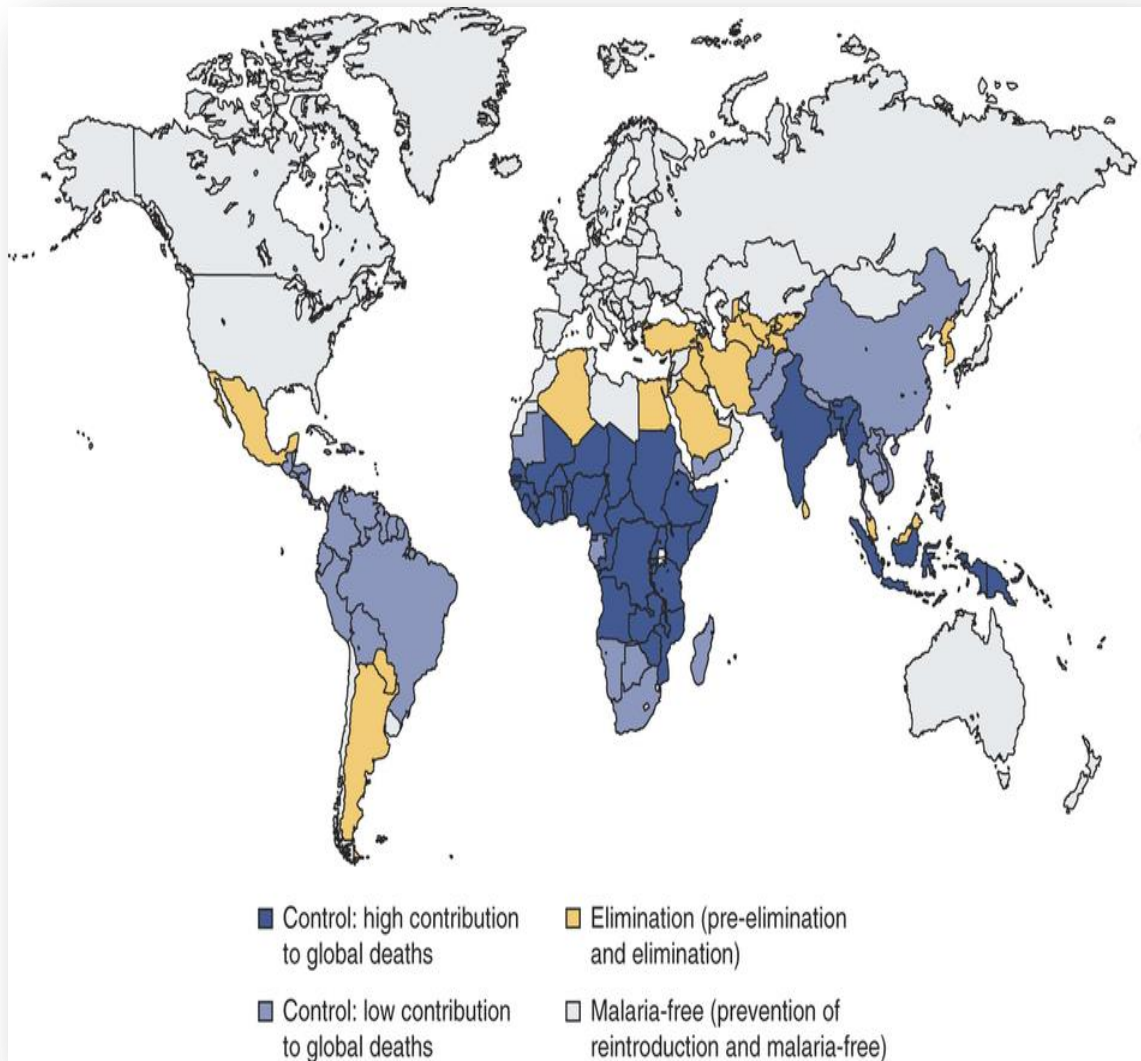 Control: high contribution
to global deaths
Control: low contribution
to global deaths
Elimination (pre-elimination
and elimination)
Malaria-free (prevention of
reintroduction and malaria-free)